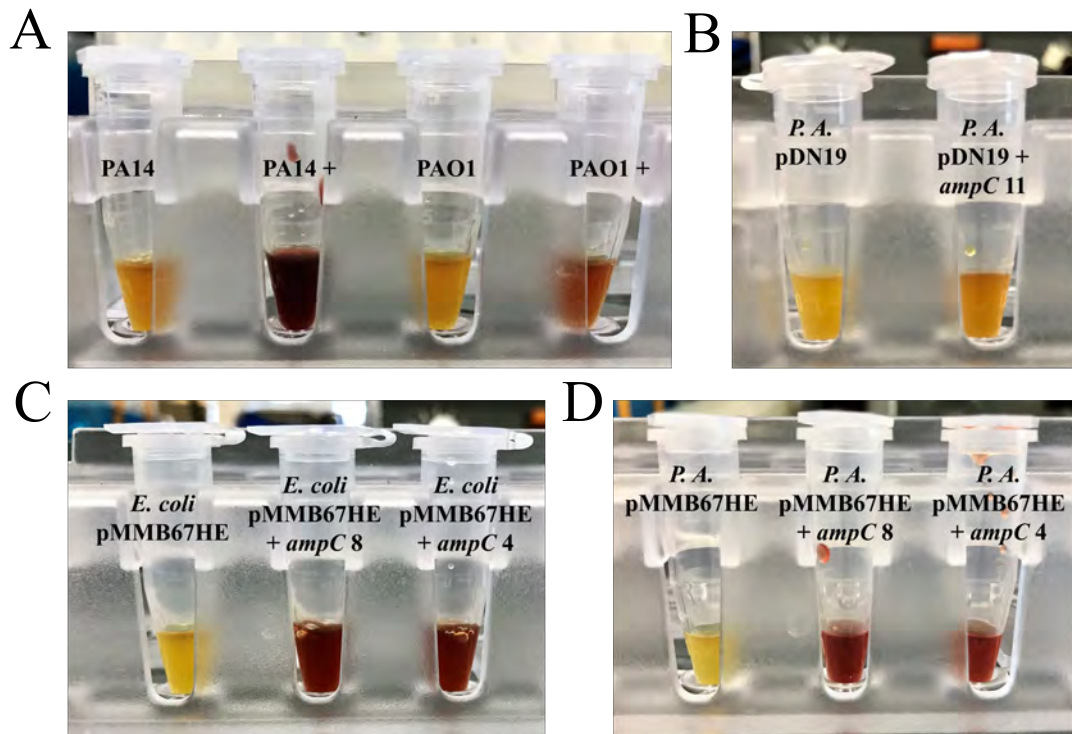 A
PA14
PA14 +
PAO1
PAO1 +
B
P. A.
pDN19
P. A.
pDN19 +
ampC 11
C
E. coli
pMMB67HE
E. coli
pMMB67HE
+ ampC 8
E. coli
pMMB67HE
+ ampC 4
D
P. A.
pMMB67HE
P. A.
pMMB67HE
+ ampC 8
P. A.
pMMB67HE
+ ampC 4